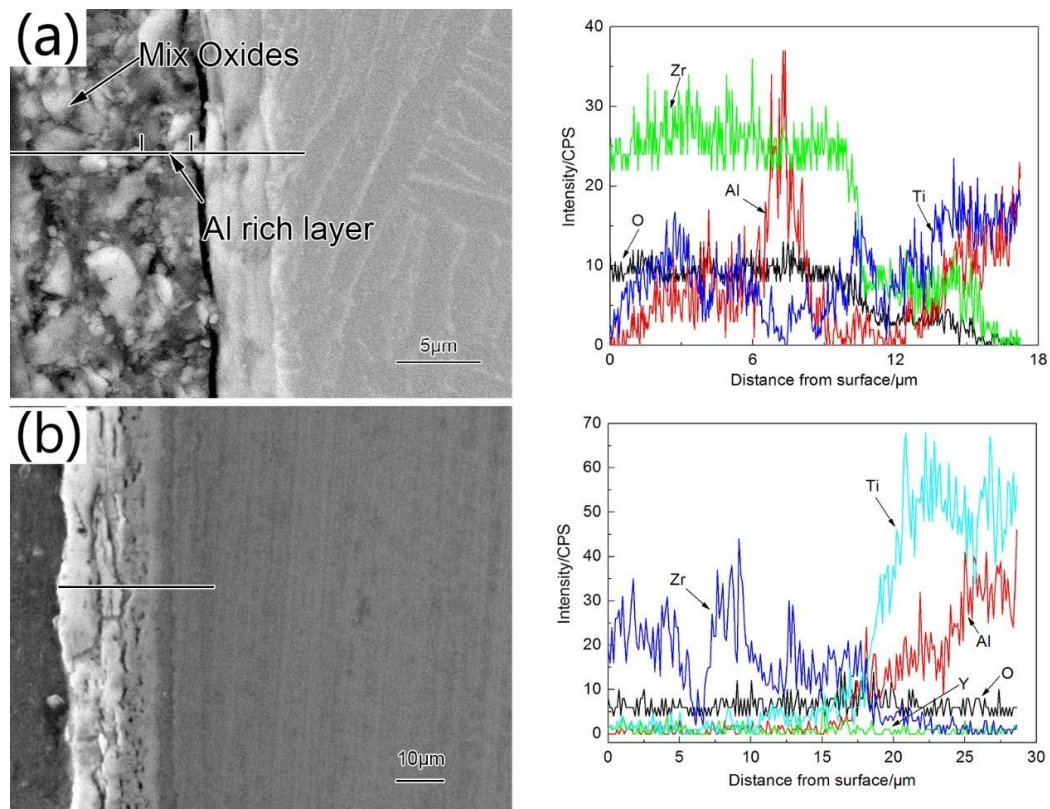 (a)
Mix Oxides
Al rich layer
5μm
Intensity/CPS
40
30
20
10
0
Zr
Al
Ti
O
0 6 12 18
Distance from surface/μm
(b)
10μm
Intensity/CPS
70
60
50
40
30
20
10
0
Ti
Zr
Al
Y
O
0 5 10 15 20 25 30
Distance from surface/μm